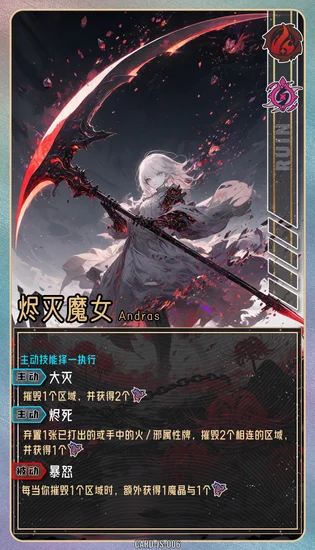 RUIN
烬灭魔女 Andras
主动技能择一执行
主动 大灭
摧毁1个区域，并获得2个
主动 烬死
弃置1张已打出的或手中的火／邪属性牌，摧毁2个相连的区域，
并获得1个
被动 暴怒
每当你摧毁1个区域时，额外获得1魔晶与1个
CARD JS 006